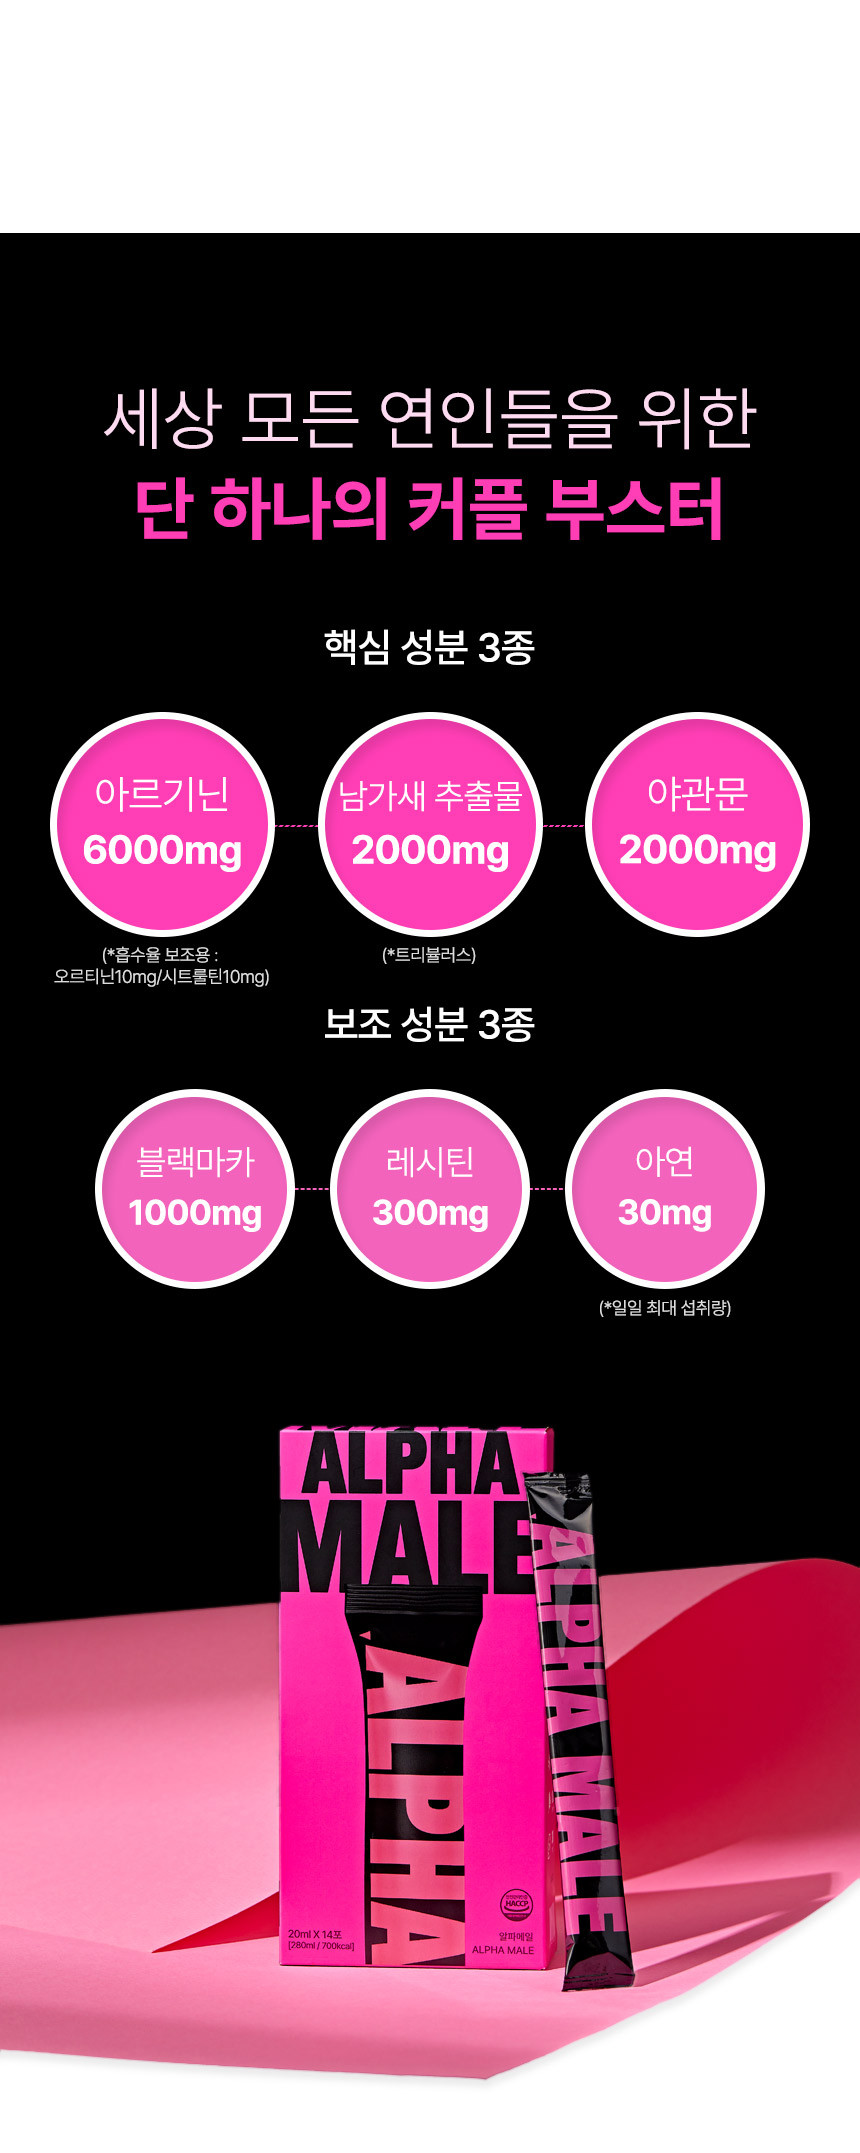 세상 모든 연인들을 위한
단 하나의 커플 부스터
핵심 성분 3종
아르기닌
6000mg
남가새 추출물
2000mg
야관문
2000mg
(*흡수율 보조용 :
오르티닌10mg/시트룰틴10mg)
(*트리뷸러스)
보조 성분 3종
블랙마카
1000mg
레시틴
300mg
아연
30mg
(*일일 최대 섭취량)
ALPHA
MALE
ALPHA
ALPHA MALE
HACCP
20ml X 14포
[280ml / 700kcal]
알파메일
ALPHA MALE